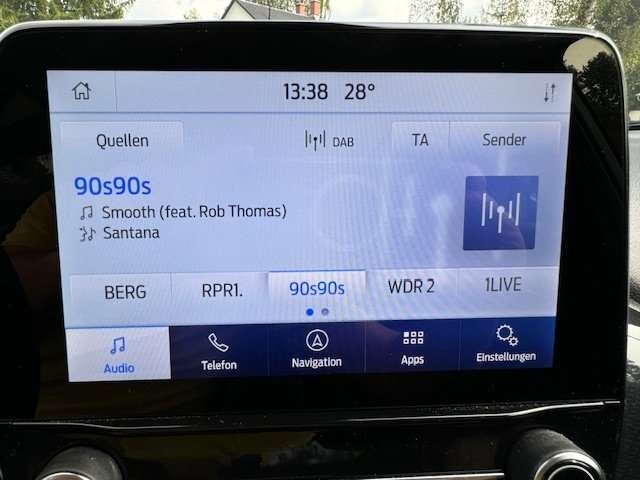 13:38 28°
Quellen DAB TA Sender
90s90s
Smooth (feat. Rob Thomas)
Santana
BERG RPR1. 90s90s WDR 2 1LIVE
Audio Telefon Navigation Apps Einstellungen